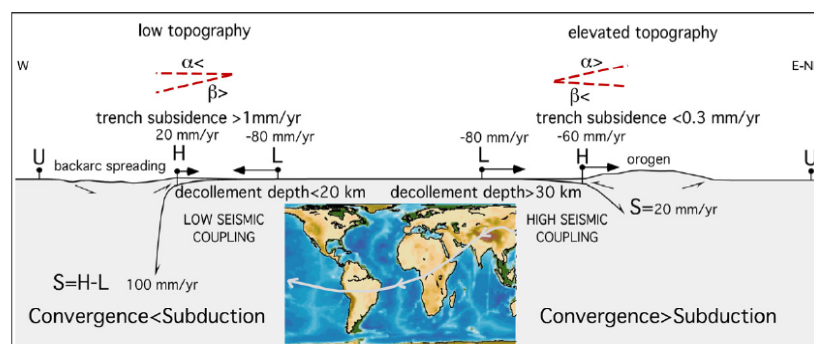 low topography
elevated topography
W
E-N
α<
β>
α>
β<
trench subsidence >1mm/yr
trench subsidence <0.3 mm/yr
20 mm/yr
-80 mm/yr
-80 mm/yr
-60 mm/yr
U
backarc spreading
H
L
L
H
orogen
U
decollement depth<20 km
decollement depth>30 km
LOW SEISMIC
COUPLING
HIGH SEISMIC
COUPLING
S=20 mm/yr
S=H-L
100 mm/yr
Convergence<Subduction
Convergence>Subduction